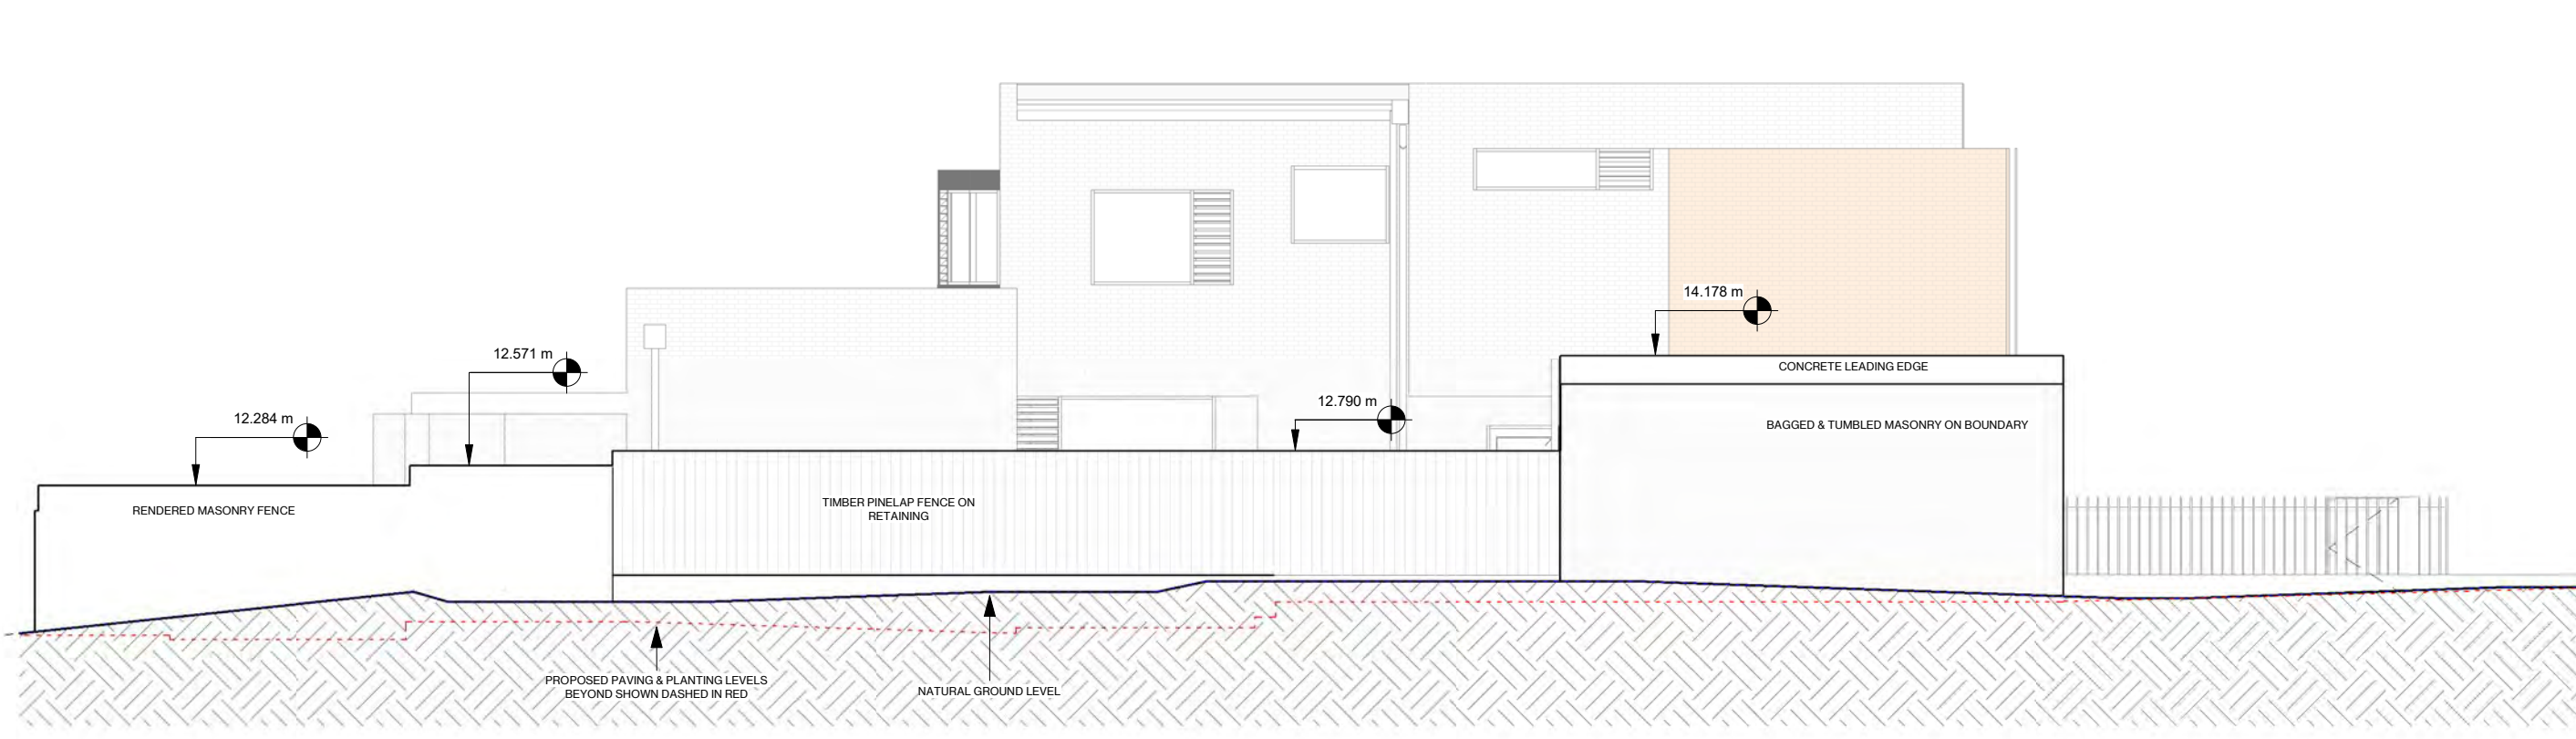 14.178 m
12.571 m
CONCRETE LEADING EDGE
12.790 m
12.284 m
BAGGED & TUMBLED MASONRY ON BOUNDARY
RENDERED MASONRY FENCE
TIMBER PINELAP FENCE ON
RETAINING
PROPOSED PAVING & PLANTING LEVELS
BEYOND SHOWN DASHED IN RED
NATURAL GROUND LEVEL